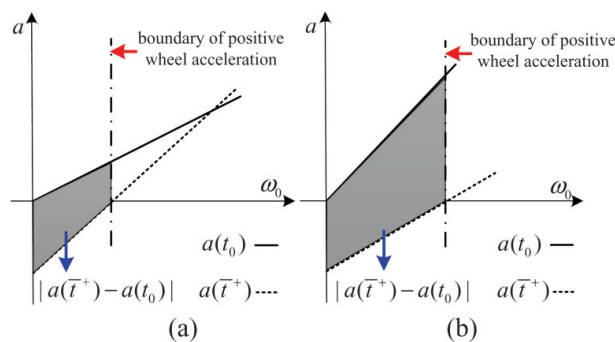 a
boundary of positive
wheel acceleration
ω₀
a(t₀)
| a(t̄⁺) − a(t₀) |
a(t̄⁺)
(a)
a
boundary of positive
wheel acceleration
ω₀
a(t₀)
| a(t̄⁺) − a(t₀) |
a(t̄⁺)
(b)